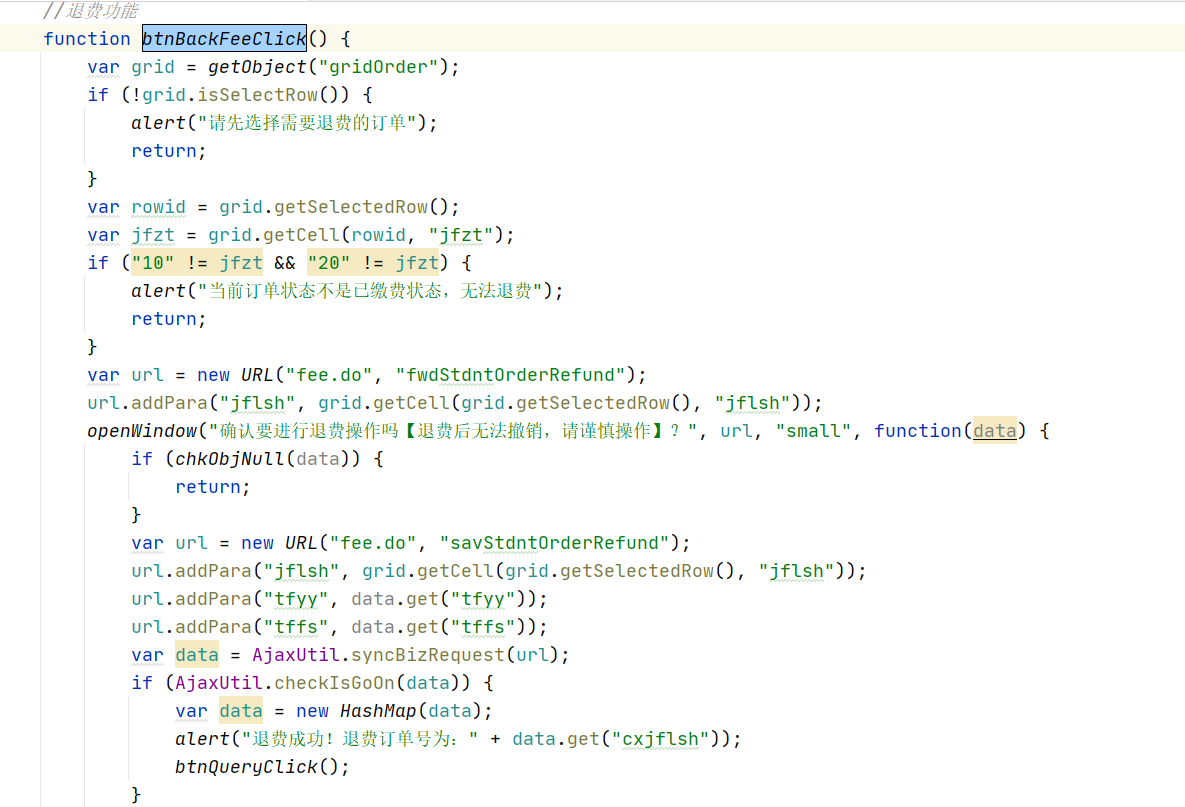 //退费功能
function btnBackFeeClick() {
var grid = getObject("gridOrder");
if (!grid.isSelectRow()) {
alert("请先选择需要退费的订单");
return;
}
var rowid = grid.getSelectedRow();
var jfzt = grid.getCell(rowid, "jfzt");
if ("10" != jfzt && "20" != jfzt) {
alert("当前订单状态不是已缴费状态，无法退费");
return;
}
var url = new URL("fee.do", "fwdStdntOrderRefund");
url.addPara("jflsh", grid.getCell(grid.getSelectedRow(), "jflsh"));
openWindow("确认要进行退费操作吗【退费后无法撤销，请谨慎操作】？", url, "small", function(data) {
if (chkObjNull(data)) {
return;
}
var url = new URL("fee.do", "savStdntOrderRefund");
url.addPara("jflsh", grid.getCell(grid.getSelectedRow(), "jflsh"));
url.addPara("tfyy", data.get("tfyy"));
url.addPara("tffs", data.get("tffs"));
var data = AjaxUtil.syncBizRequest(url);
if (AjaxUtil.checkIsGoOn(data)) {
var data = new HashMap(data);
alert("退费成功！退费订单号为：" + data.get("cxjflsh"));
btnQueryClick();
}